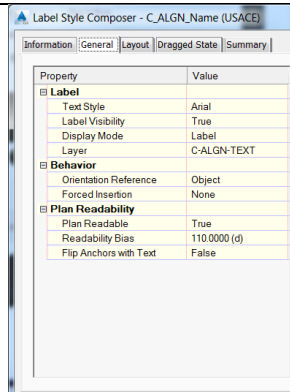 Label Style Composer - C_ALGN_Name (USACE)
Information General Layout Dragged State Summary
Property Value
Label
Text Style Arial
Label Visibility True
Display Mode Label
Layer C-ALGN-TEXT
Behavior
Orientation Reference Object
Forced Insertion None
Plan Readability
Plan Readable True
Readability Bias 110.0000 (d)
Flip Anchors with Text False